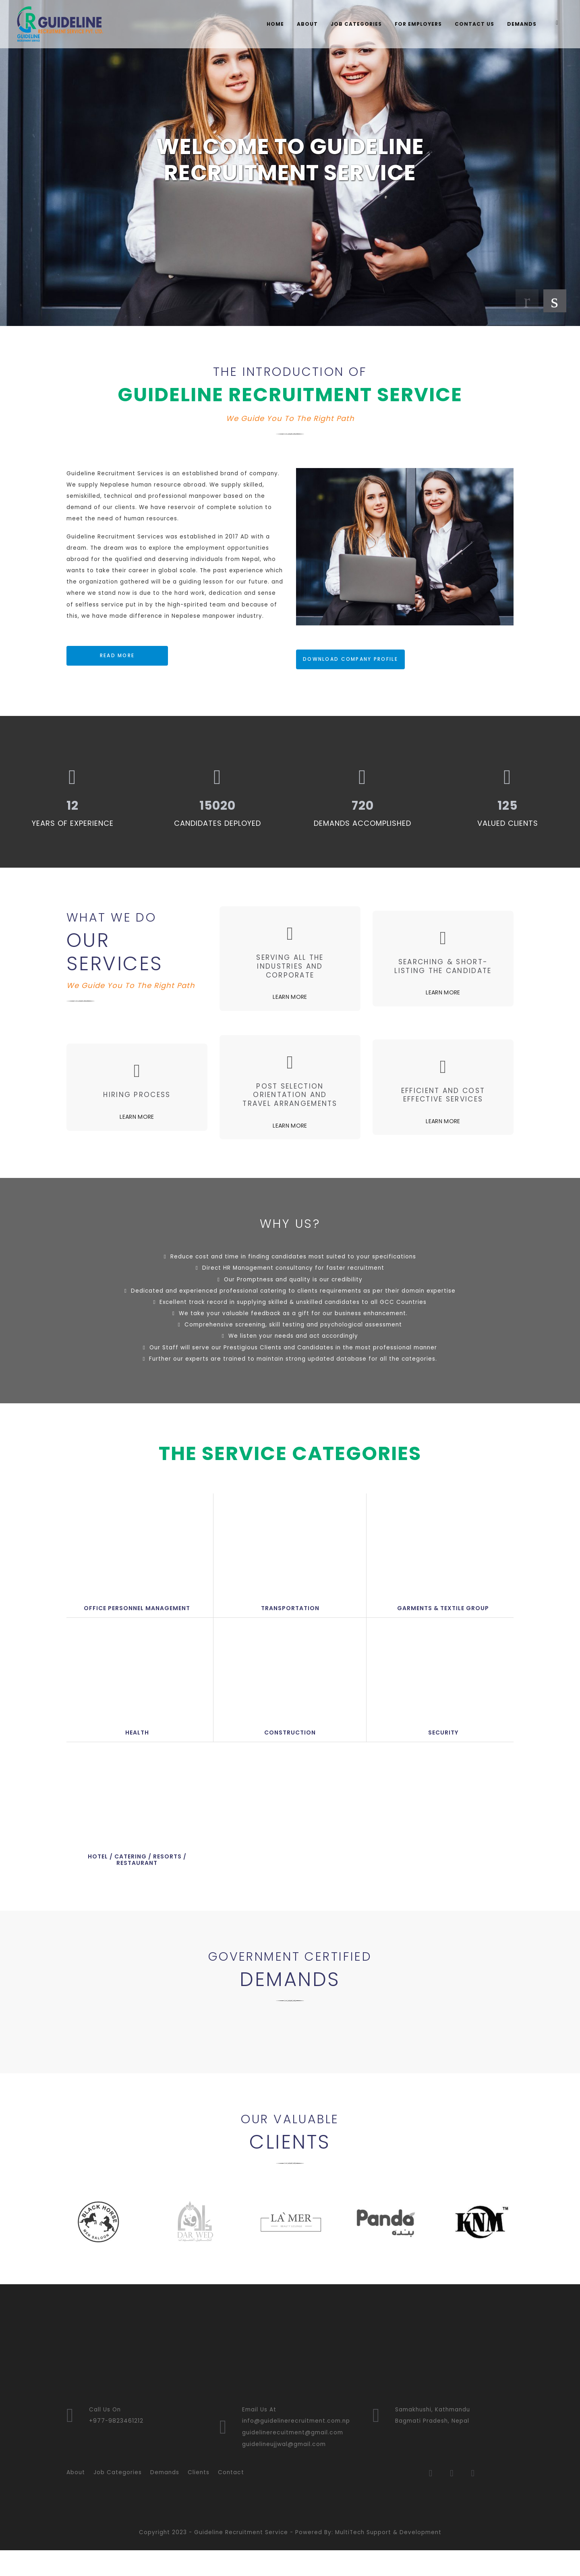 GUIDELINE
HOME ABOUT JOB CATEGORIES FOR EMPLOYERS CONTACT US DEMANDS
WELCOME TO GUIDELINE
RECRUITMENT SERVICE
r s
THE INTRODUCTION OF
GUIDELINE RECRUITMENT SERVICE
We Guide You To The Right Path
Guideline Recruitment Services is an established brand of company.
We supply Nepalese human resource abroad. We supply skilled,
semiskilled, technical and professional manpower based on the
demand of our clients. We have reservoir of complete solution to
meet the need of human resources.
Guideline Recruitment Services was established in 2017 AD with a
dream. The dream was to explore the employment opportunities
abroad for the qualified and deserving individuals from Nepal, who
wants to take their career in global scale. The past experience which
the organization gathered will be a guiding lesson for our future. and
where we stand now is due to the hard work, dedication and sense
of selfless service put in by the high-spirited team and because of
this, we have made difference in Nepalese manpower industry.
READ MORE
DOWNLOAD COMPANY PROFILE
12
YEARS OF EXPERIENCE
15020
CANDIDATES DEPLOYED
720
DEMANDS ACCOMPLISHED
125
VALUED CLIENTS
WHAT WE DO
OUR
SERVICES
We Guide You To The Right Path
SERVING ALL THE
INDUSTRIES AND
CORPORATE
LEARN MORE
SEARCHING & SHORT-
LISTING THE CANDIDATE
LEARN MORE
HIRING PROCESS
LEARN MORE
POST SELECTION
ORIENTATION AND
TRAVEL ARRANGEMENTS
LEARN MORE
EFFICIENT AND COST
EFFECTIVE SERVICES
LEARN MORE
WHY US?
Reduce cost and time in finding candidates most suited to your specifications
Direct HR Management consultancy for faster recruitment
Our Promptness and quality is our credibility
Dedicated and experienced professional catering to clients requirements as per their domain expertise
Excellent track record in supplying skilled & unskilled candidates to all GCC Countries
We take your valuable feedback as a gift for our business enhancement.
Comprehensive screening, skill testing and psychological assessment
We listen your needs and act accordingly
Our Staff will serve our Prestigious Clients and Candidates in the most professional manner
Further our experts are trained to maintain strong updated database for all the categories.
THE SERVICE CATEGORIES
OFFICE PERSONNEL MANAGEMENT
TRANSPORTATION
GARMENTS & TEXTILE GROUP
HEALTH
CONSTRUCTION
SECURITY
HOTEL / CATERING / RESORTS /
RESTAURANT
GOVERNMENT CERTIFIED
DEMANDS
OUR VALUABLE
CLIENTS
BLACK HORSE
DAR WED
LA MER
Panda
بنده
KNM TM
Call Us On
+977-9823461212
Email Us At
info@guidelinerecruitment.com.np
guidelinerecuitment@gmail.com
guidelineujjwal@gmail.com
Samakhushi, Kathmandu
Bagmati Pradesh, Nepal
About Job Categories Demands Clients Contact
Copyright 2023 - Guideline Recruitment Service - Powered By: MultiTech Support & Development